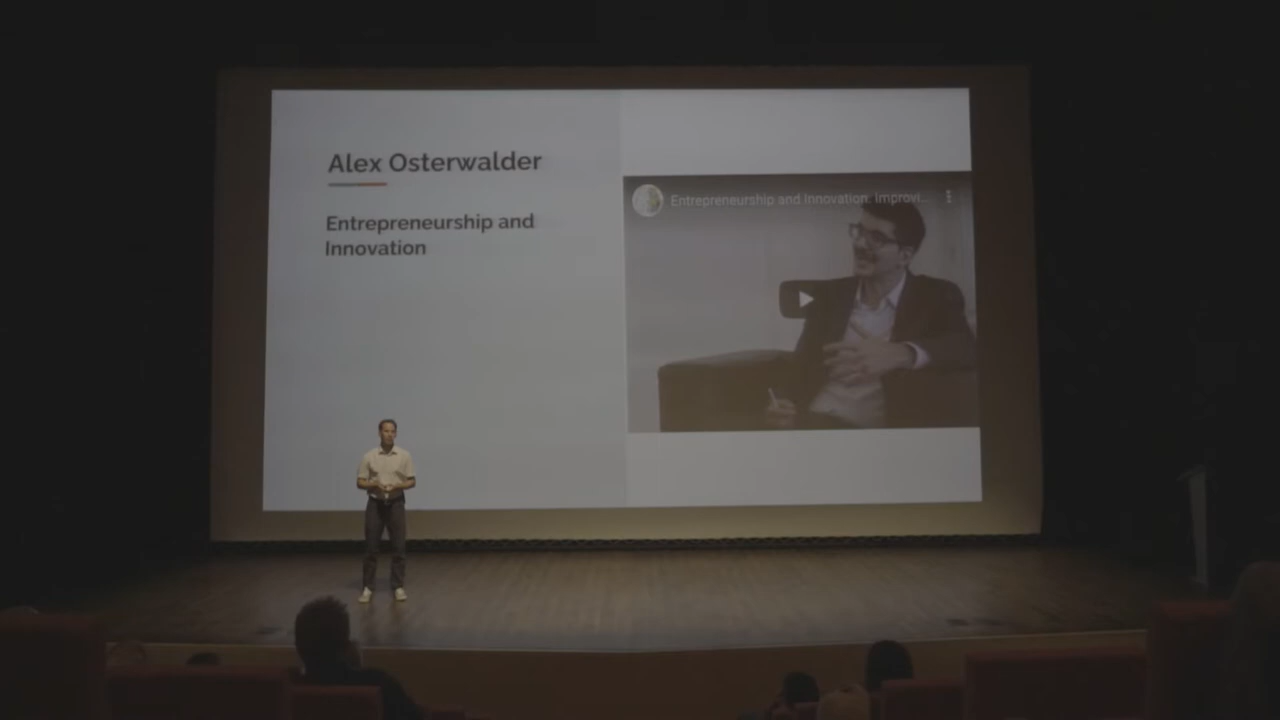 Alex Osterwalder
Entrepreneurship and
Innovation
Entrepreneurship and Innovation: Improvi...